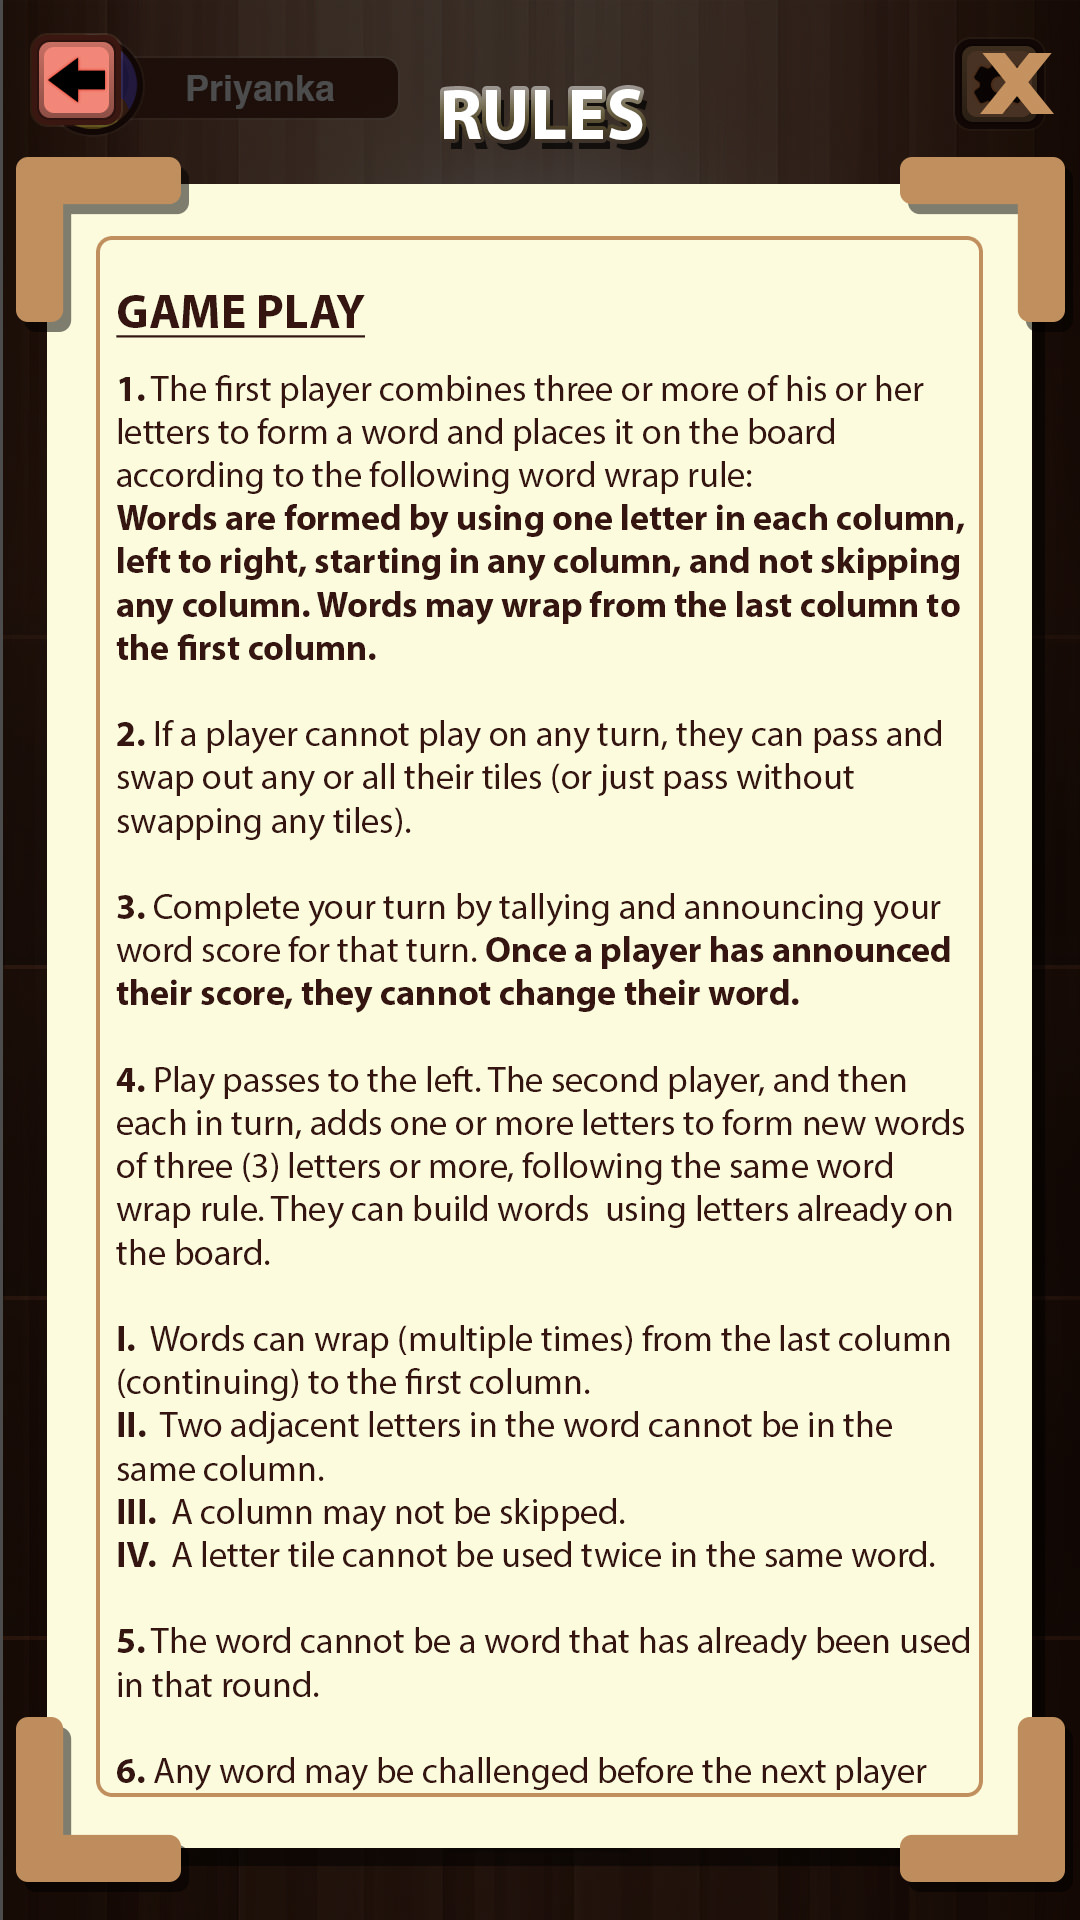 Priyanka
RULES
X
GAME PLAY
1. The first player combines three or more of his or her
letters to form a word and places it on the board
according to the following word wrap rule:
Words are formed by using one letter in each column,
left to right, starting in any column, and not skipping
any column. Words may wrap from the last column to
the first column.
2. If a player cannot play on any turn, they can pass and
swap out any or all their tiles (or just pass without
swapping any tiles).
3. Complete your turn by tallying and announcing your
word score for that turn. Once a player has announced
their score, they cannot change their word.
4. Play passes to the left. The second player, and then
each in turn, adds one or more letters to form new words
of three (3) letters or more, following the same word
wrap rule. They can build words  using letters already on
the board.
I.  Words can wrap (multiple times) from the last column
(continuing) to the first column.
II.  Two adjacent letters in the word cannot be in the
same column.
III.  A column may not be skipped.
IV.  A letter tile cannot be used twice in the same word.
5. The word cannot be a word that has already been used
in that round.
6. Any word may be challenged before the next player